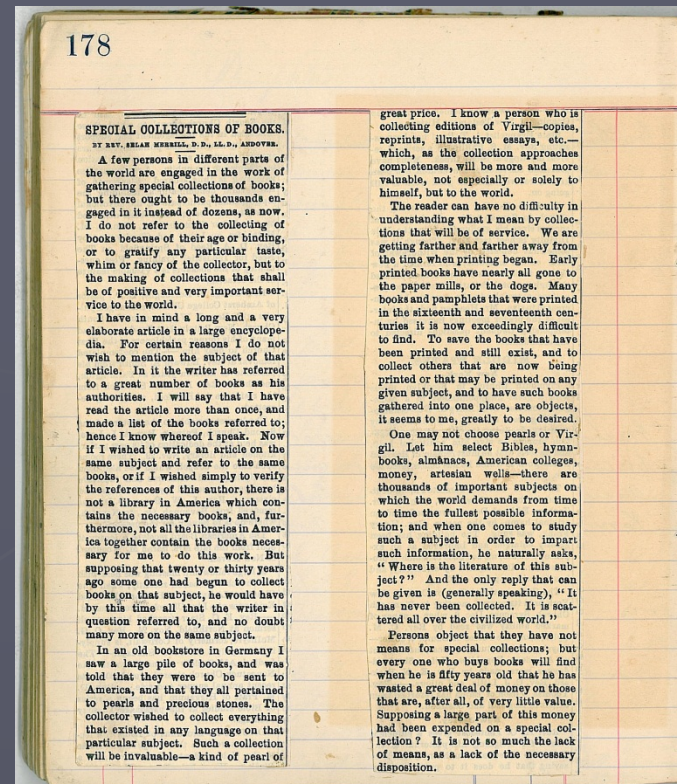 178
SPECIAL COLLECTIONS OF BOOKS.
BY REV. SELAH MERRILL, D. D., LL. D., ANDOVER.
A few persons in different parts of
the world are engaged in the work of
gathering special collections of books;
but there ought to be thousands en-
gaged in it instead of dozens, as now.
I do not refer to the collecting of
books because of their age or binding,
or to gratify any particular taste,
whim or fancy of the collector, but to
the making of collections that shall
be of positive and very important ser-
vice to the world.
I have in mind a long and a very
elaborate article in a large encyclope-
dia. For certain reasons I do not
wish to mention the subject of that
article. In it the writer has referred
to a great number of books as his
authorities. I will say that I have
read the article more than once, and
made a list of the books referred to;
hence I know whereof I speak. Now
if I wished to write an article on the
same subject and refer to the same
books, or if I wished simply to verify
the references of this author, there is
not a library in America which con-
tains the necessary books, and, fur-
thermore, not all the libraries in Amer-
ica together contain the books neces-
sary for me to do this work. But
supposing that twenty or thirty years
ago some one had begun to collect
books on that subject, he would have
by this time all that the writer in
question referred to, and no doubt
many more on the same subject.
In an old bookstore in Germany I
saw a large pile of books, and was
told that they were to be sent to
America, and that they all pertained
to pearls and precious stones. The
collector wished to collect everything
that existed in any language on that
particular subject. Such a collection
will be invaluable—a kind of pearl of
great price. I know a person who is
collecting editions of Virgil—copies,
reprints, illustrative essays, etc.—
which, as the collection approaches
completeness, will be more and more
valuable, not especially or solely to
himself, but to the world.
The reader can have no difficulty in
understanding what I mean by collec-
tions that will be of service. We are
getting farther and farther away from
the time when printing began. Early
printed books have nearly all gone to
the paper mills, or the dogs. Many
books and pamphlets that were printed
in the sixteenth and seventeenth cen-
turies it is now exceedingly difficult
to find. To save the books that have
been printed and still exist, and to
collect others that are now being
printed or that may be printed on any
given subject, and to have such books
gathered into one place, are objects,
it seems to me, greatly to be desired.
One may not choose pearls or Vir-
gil. Let him select Bibles, hymn-
books, almanacs, American colleges,
money, artesian wells—there are
thousands of important subjects on
which the world demands from time
to time the fullest possible informa-
tion; and when one comes to study
such a subject in order to impart
such information, he naturally asks,
"Where is the literature of this sub-
ject?" And the only reply that can
be given is (generally speaking), "It
has never been collected. It is scat-
tered all over the civilized world."
Persons object that they have not
means for special collections; but
every one who buys books will find
when he is fifty years old that he has
wasted a great deal of money on those
that are, after all, of very little value.
Supposing a large part of this money
had been expended on a special col-
lection? It is not so much the lack
of means, as a lack of the necessary
disposition.